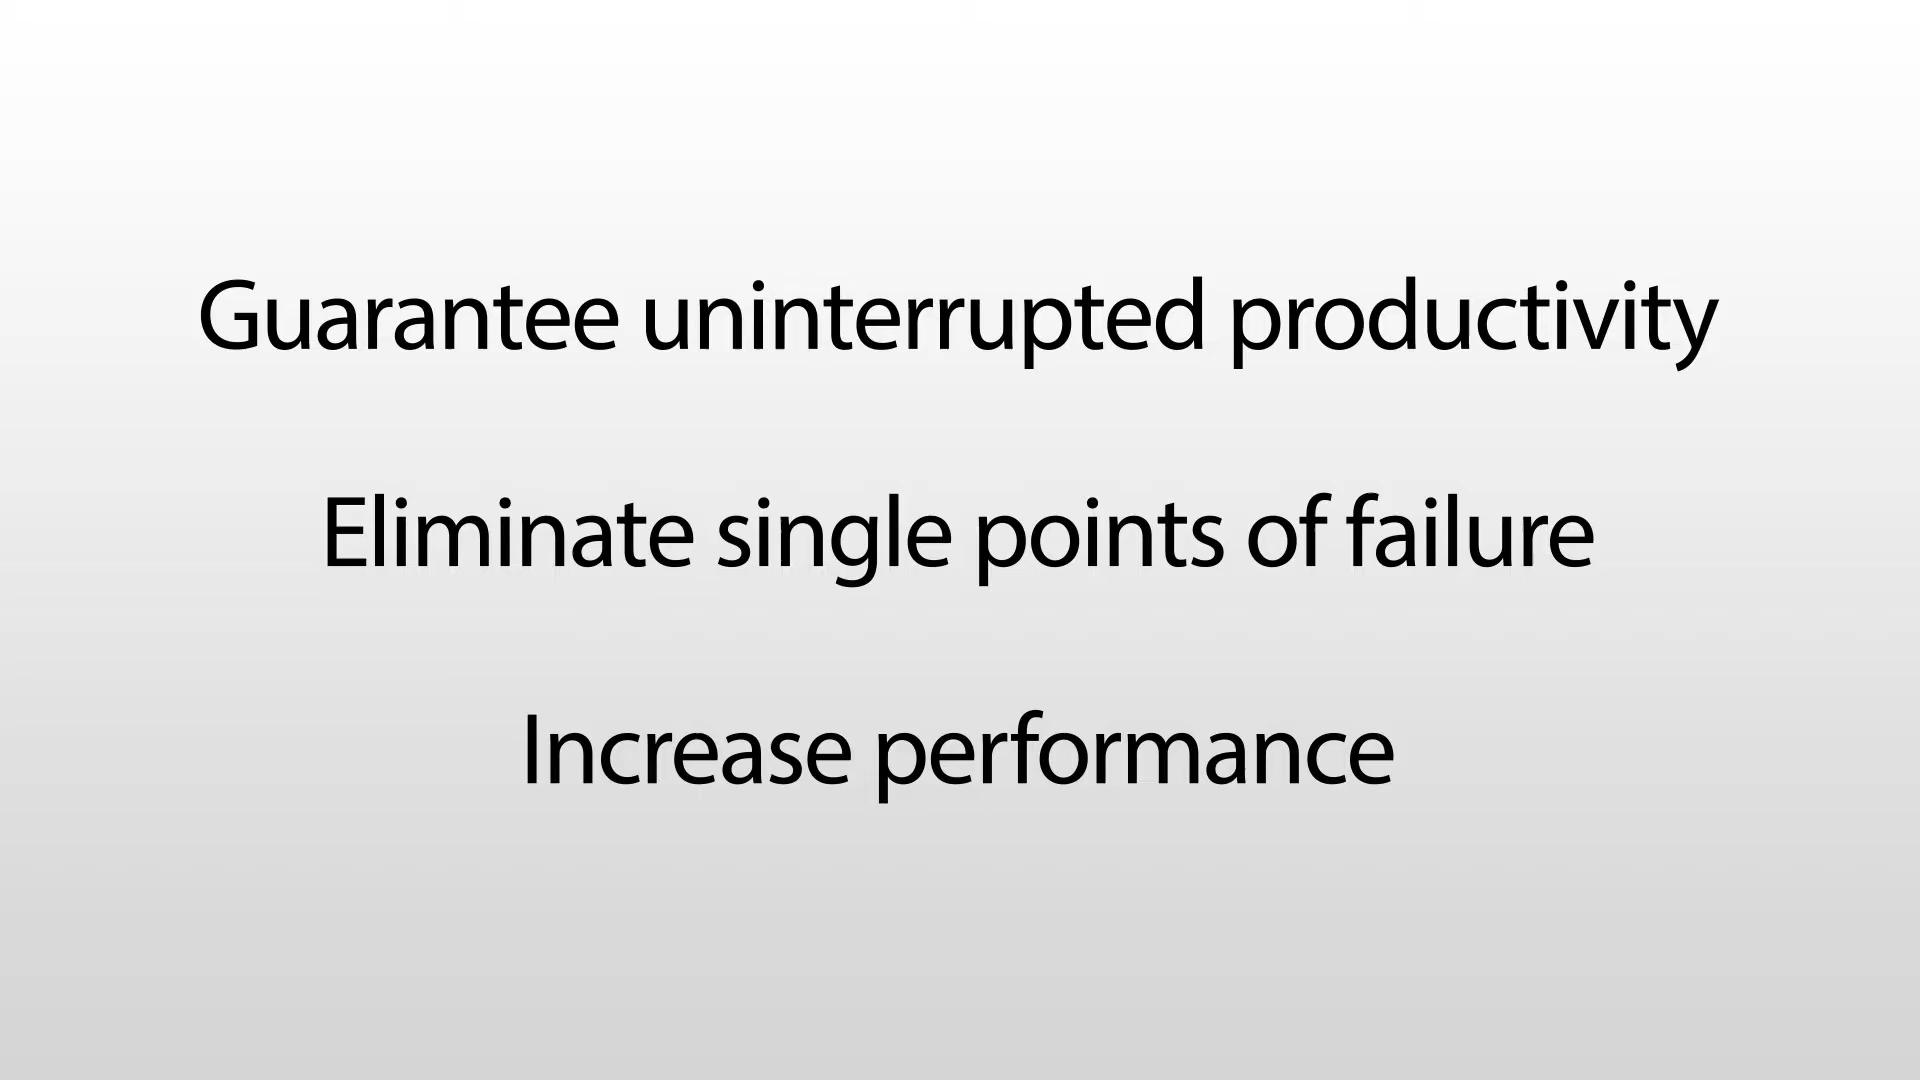 Guarantee uninterrupted productivity
Eliminate single points of failure
Increase performance